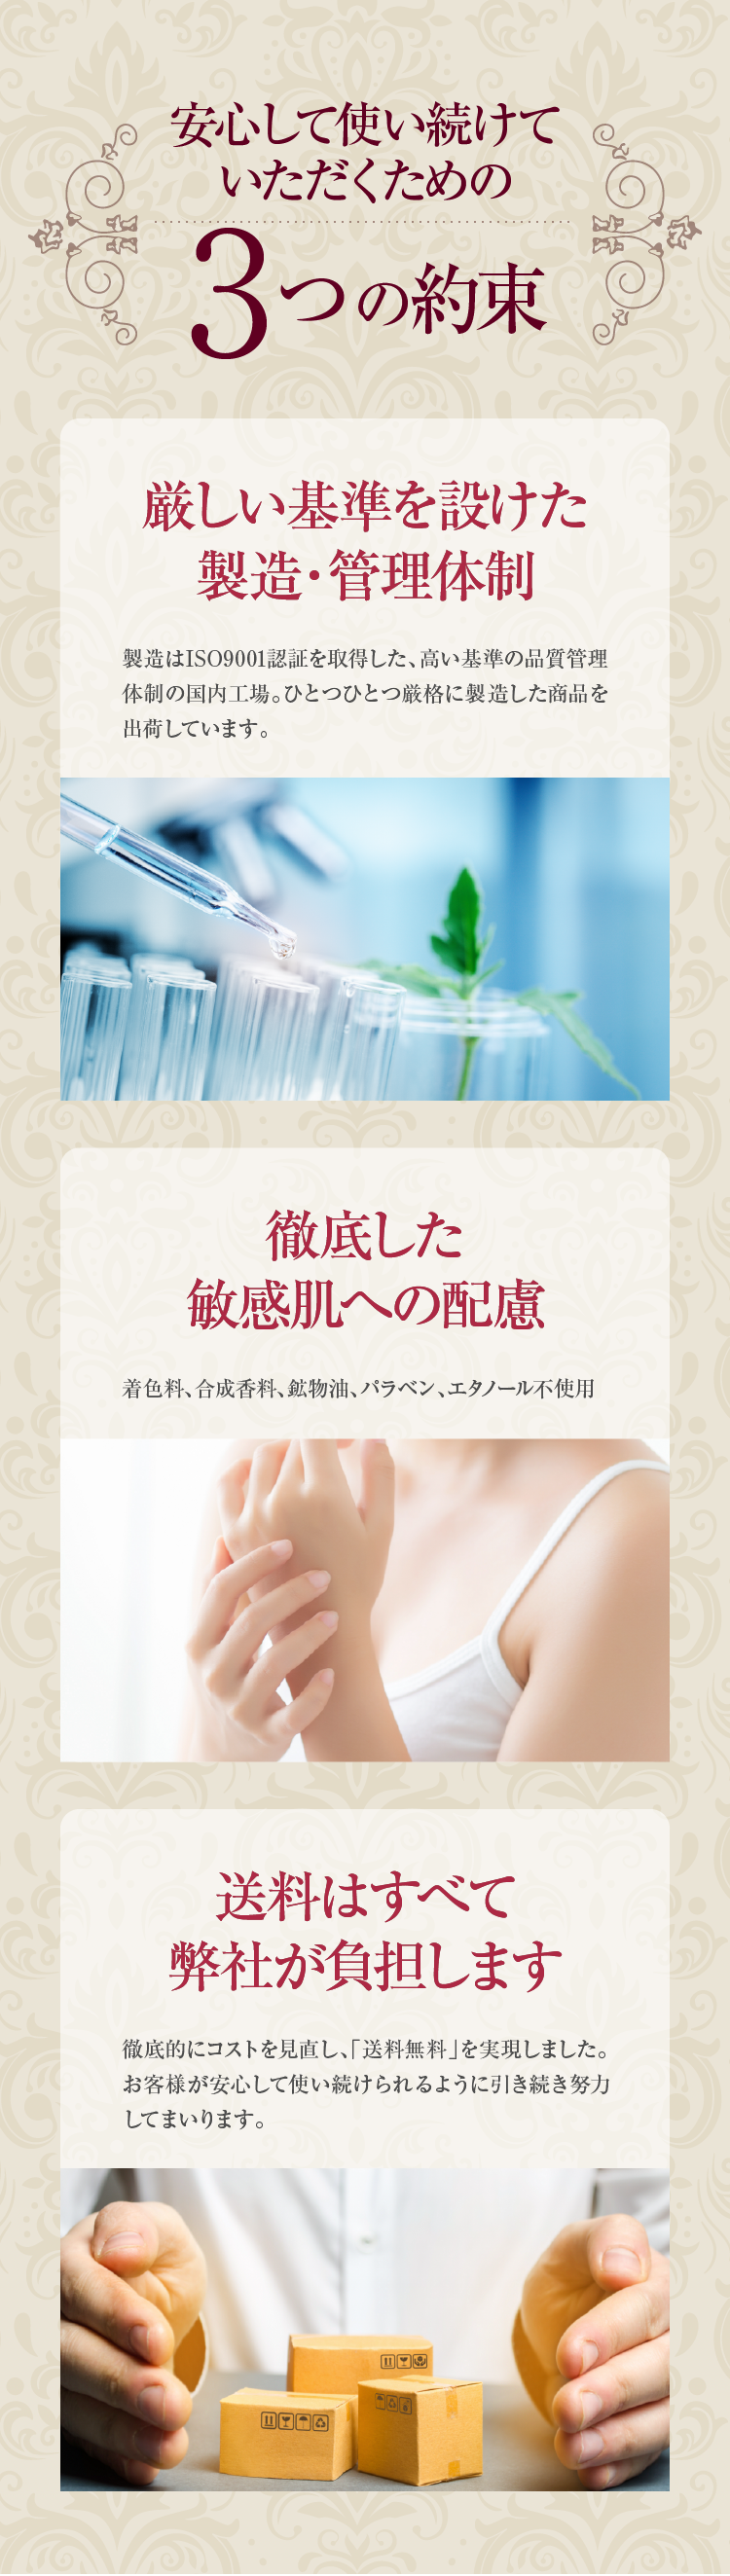 安心して使い続けて
いただくための
3つの約束
厳しい基準を設けた
製造・管理体制
製造はISO9001認証を取得した、高い基準の品質管理
体制の国内工場。ひとつひとつ厳格に製造した商品を
出荷しています。
徹底した
敏感肌への配慮
着色料、合成香料、鉱物油、パラベン、エタノール不使用
送料はすべて
弊社が負担します
徹底的にコストを見直し、「送料無料」を実現しました。
お客様が安心して使い続けられるように引き続き努力
してまいります。